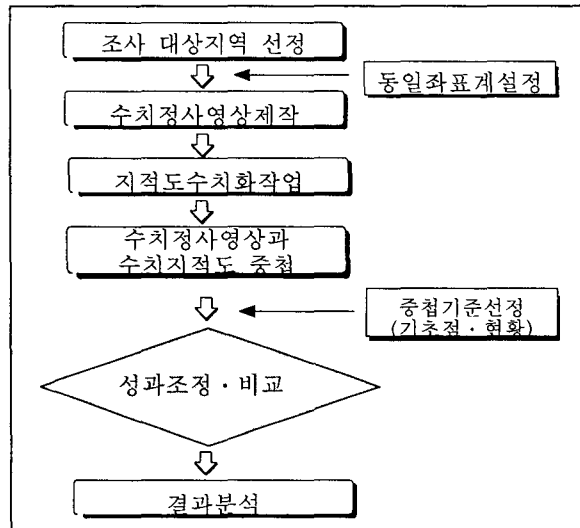 조사 대상지역 선정
동일좌표계설정
수치정사영상제작
지적도수치화작업
수치정사영상과
수치지적도 중첩
중첩기준선정
(기초점·현황)
성과조정·비교
결과분석